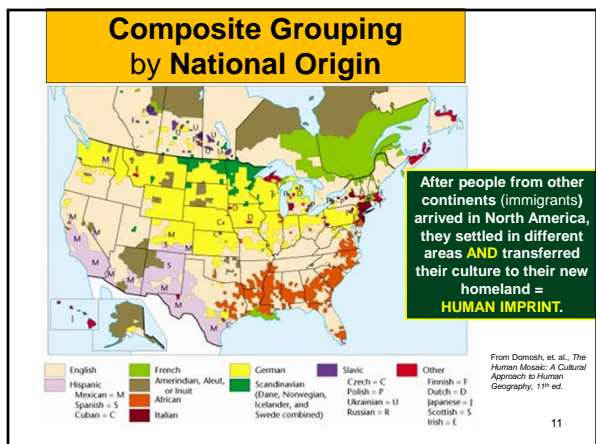 Composite Grouping
by National Origin
After people from other
continents (immigrants)
arrived in North America,
they settled in different
areas AND transferred
their culture to their new
homeland =
HUMAN IMPRINT.
English
Hispanic
Mexican = M
Spanish = S
Cuban = C
French
Amerindian, Aleut,
or Inuit
African
Italian
German
Scandinavian
(Dane, Norwegian,
Icelander, and
Swede combined)
Slavic
Czech = C
Polish = P
Ukrainian = U
Russian = R
Other
Finnish = F
Dutch = D
Japanese = J
Scottish = S
Irish = E
From Domosh, et. al., The
Human Mosaic: A Cultural
Approach to Human
Geography, 11th ed.
11